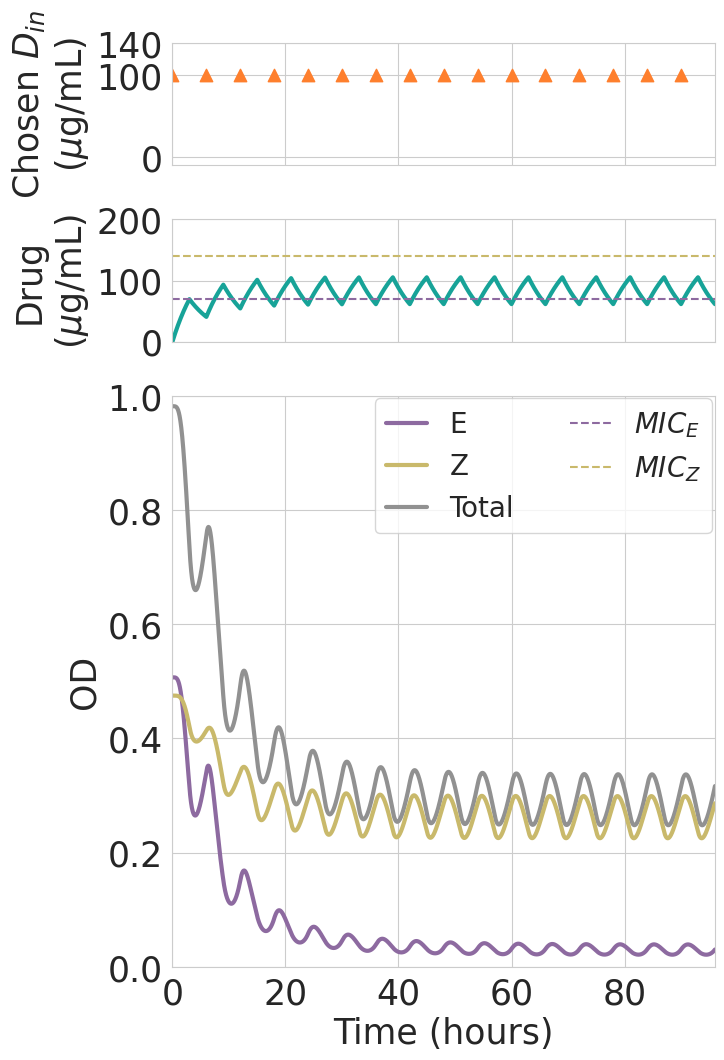 Chosen D_in
(μg/mL)
140
100
0
Drug
(μg/mL)
200
100
0
OD
1.0
0.8
0.6
0.4
0.2
0.0
E
Z
Total
MIC_E
MIC_Z
0 20 40 60 80
Time (hours)